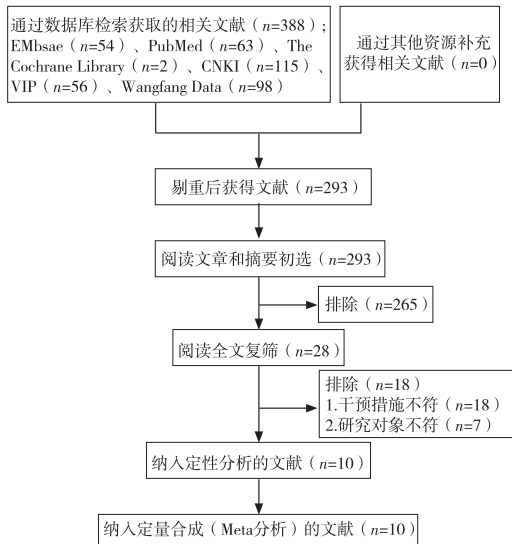 通过数据库检索获取的相关文献（n=388）；
EMbsae（n=54）、PubMed（n=63）、The
Cochrane Library（n=2）、CNKI（n=115）、
VIP（n=56）、Wangfang Data（n=98）
通过其他资源补充
获得相关文献（n=0）
剔重后获得文献（n=293）
阅读文章和摘要初选（n=293）
排除（n=265）
阅读全文复筛（n=28）
排除（n=18）
1.干预措施不符（n=18）
2.研究对象不符（n=7）
纳入定性分析的文献（n=10）
纳入定量合成（Meta分析）的文献（n=10）